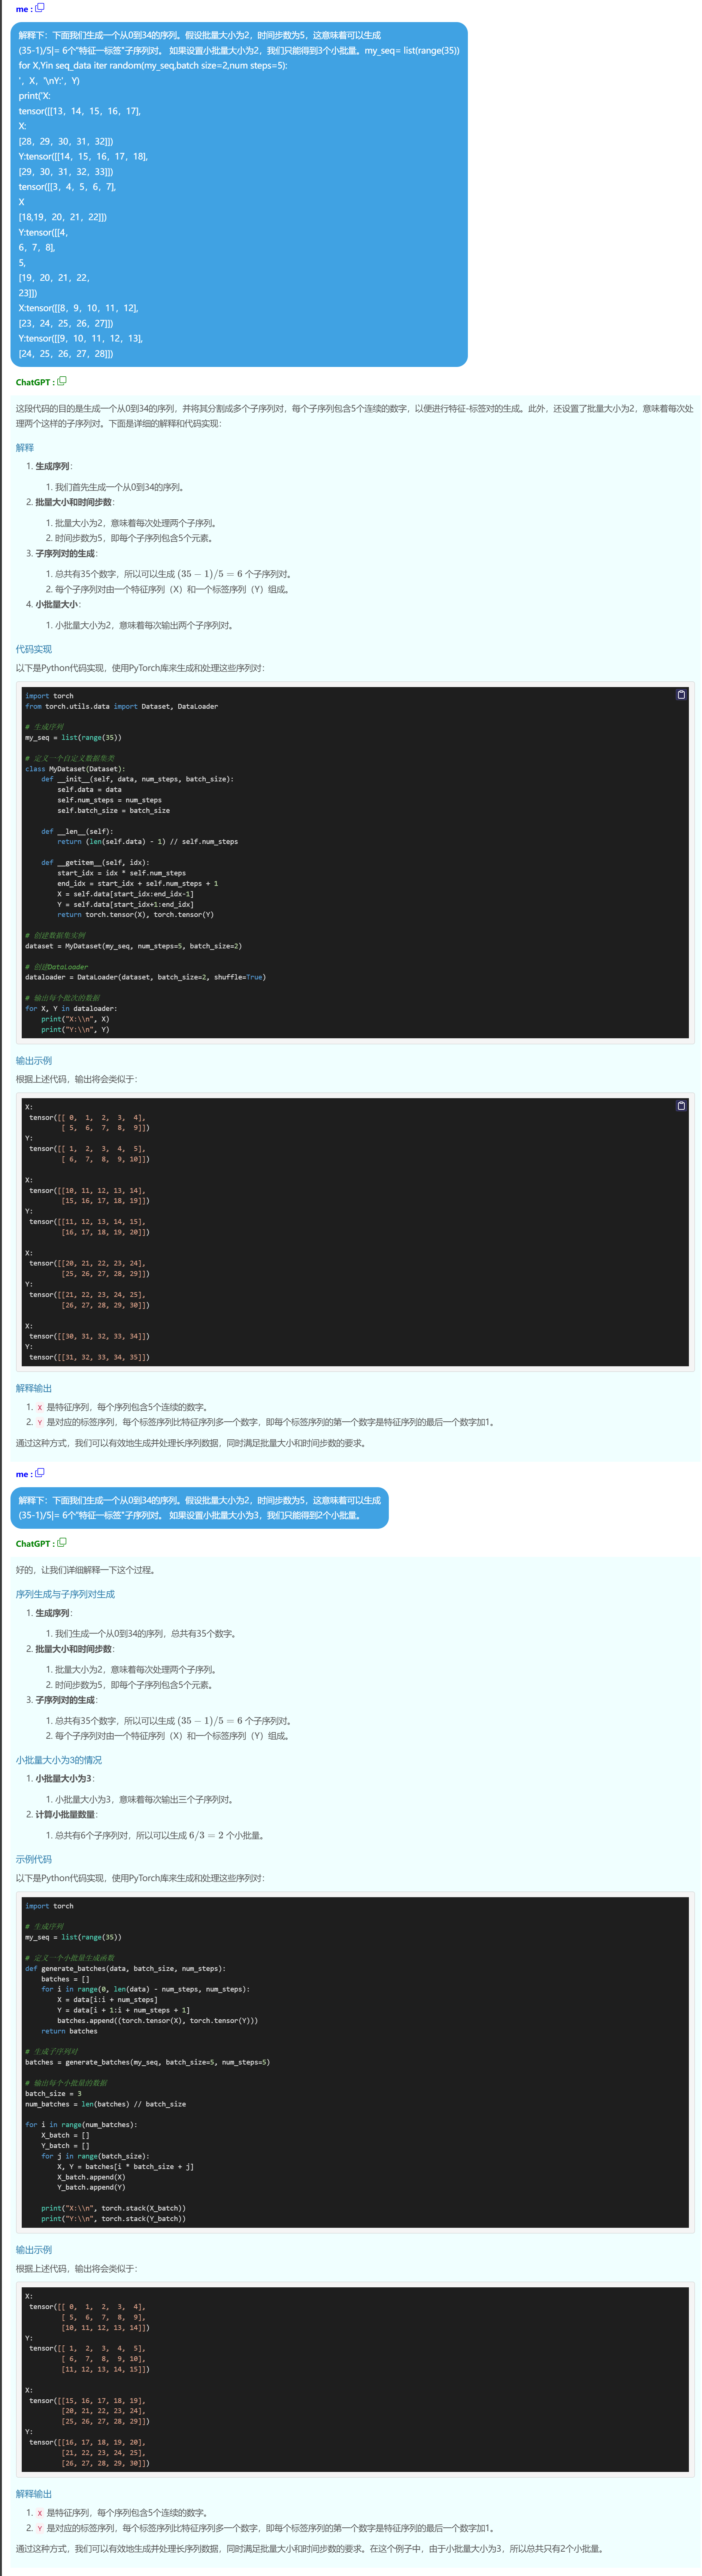 me :
解释下：下面我们生成一个从0到34的序列。假设批量大小为2，时间步数为5，这意味着可以生成
(35-1)/5|= 6个"特征一标签"子序列对。 如果设置小批量大小为2，我们只能得到3个小批量。my_seq= list(range(35))
for X,Yin seq_data iter random(my_seq,batch size=2,num steps=5):
'，X，'\nY:'，Y)
print('X:
tensor([[13，14，15，16，17],
X:
[28，29，30，31，32]])
Y:tensor([[14，15，16，17，18],
[29，30，31，32，33]])
tensor([[3，4，5，6，7],
X
[18,19，20，21，22]])
Y:tensor([[4,
6，7，8],
5,
[19，20，21，22,
23]])
X:tensor([[8，9，10，11，12],
[23，24，25，26，27]])
Y:tensor([[9，10，11，12，13],
[24，25，26，27，28]])
ChatGPT :
这段代码的目的是生成一个从0到34的序列，并将其分割成多个子序列对，每个子序列包含5个连续的数字，以便进行特征-标签对的生成。此外，还设置了批量大小为2，意味着每次处
理两个这样的子序列对。下面是详细的解释和代码实现：
解释
1. 生成序列：
1. 我们首先生成一个从0到34的序列。
2. 批量大小和时间步数：
1. 批量大小为2，意味着每次处理两个子序列。
2. 时间步数为5，即每个子序列包含5个元素。
3. 子序列对的生成：
1. 总共有35个数字，所以可以生成 (35 − 1)/5 = 6 个子序列对。
2. 每个子序列对由一个特征序列（X）和一个标签序列（Y）组成。
4. 小批量大小：
1. 小批量大小为2，意味着每次输出两个子序列对。
代码实现
以下是Python代码实现，使用PyTorch库来生成和处理这些序列对：
import torch
from torch.utils.data import Dataset, DataLoader
# 生成序列
my_seq = list(range(35))
# 定义一个自定义数据集类
class MyDataset(Dataset):
def __init__(self, data, num_steps, batch_size):
self.data = data
self.num_steps = num_steps
self.batch_size = batch_size
def __len__(self):
return (len(self.data) - 1) // self.num_steps
def __getitem__(self, idx):
start_idx = idx * self.num_steps
end_idx = start_idx + self.num_steps + 1
X = self.data[start_idx:end_idx-1]
Y = self.data[start_idx+1:end_idx]
return torch.tensor(X), torch.tensor(Y)
# 创建数据集实例
dataset = MyDataset(my_seq, num_steps=5, batch_size=2)
# 创建DataLoader
dataloader = DataLoader(dataset, batch_size=2, shuffle=True)
# 输出每个批次的数据
for X, Y in dataloader:
print("X:\\n", X)
print("Y:\\n", Y)
输出示例
根据上述代码，输出将会类似于：
X:
tensor([[ 0, 1, 2, 3, 4],
[ 5, 6, 7, 8, 9]])
Y:
tensor([[ 1, 2, 3, 4, 5],
[ 6, 7, 8, 9, 10]])
X:
tensor([[10, 11, 12, 13, 14],
[15, 16, 17, 18, 19]])
Y:
tensor([[11, 12, 13, 14, 15],
[16, 17, 18, 19, 20]])
X:
tensor([[20, 21, 22, 23, 24],
[25, 26, 27, 28, 29]])
Y:
tensor([[21, 22, 23, 24, 25],
[26, 27, 28, 29, 30]])
X:
tensor([[30, 31, 32, 33, 34]])
Y:
tensor([[31, 32, 33, 34, 35]])
解释输出
1. X 是特征序列，每个序列包含5个连续的数字。
2. Y 是对应的标签序列，每个标签序列比特征序列多一个数字，即每个标签序列的第一个数字是特征序列的最后一个数字加1。
通过这种方式，我们可以有效地生成并处理长序列数据，同时满足批量大小和时间步数的要求。
me :
解释下：下面我们生成一个从0到34的序列。假设批量大小为2，时间步数为5，这意味着可以生成
(35-1)/5|= 6个"特征一标签"子序列对。 如果设置小批量大小为3，我们只能得到2个小批量。
ChatGPT :
好的，让我们详细解释一下这个过程。
序列生成与子序列对生成
1. 生成序列：
1. 我们生成一个从0到34的序列，总共有35个数字。
2. 批量大小和时间步数：
1. 批量大小为2，意味着每次处理两个子序列。
2. 时间步数为5，即每个子序列包含5个元素。
3. 子序列对的生成：
1. 总共有35个数字，所以可以生成 (35 − 1)/5 = 6 个子序列对。
2. 每个子序列对由一个特征序列（X）和一个标签序列（Y）组成。
小批量大小为3的情况
1. 小批量大小为3：
1. 小批量大小为3，意味着每次输出三个子序列对。
2. 计算小批量数量：
1. 总共有6个子序列对，所以可以生成 6/3 = 2 个小批量。
示例代码
以下是Python代码实现，使用PyTorch库来生成和处理这些序列对：
import torch
# 生成序列
my_seq = list(range(35))
# 定义一个小批量生成函数
def generate_batches(data, batch_size, num_steps):
batches = []
for i in range(0, len(data) - num_steps, num_steps):
X = data[i:i + num_steps]
Y = data[i + 1:i + num_steps + 1]
batches.append((torch.tensor(X), torch.tensor(Y)))
return batches
# 生成子序列对
batches = generate_batches(my_seq, batch_size=5, num_steps=5)
# 输出每个小批量的数据
batch_size = 3
num_batches = len(batches) // batch_size
for i in range(num_batches):
X_batch = []
Y_batch = []
for j in range(batch_size):
X, Y = batches[i * batch_size + j]
X_batch.append(X)
Y_batch.append(Y)
print("X:\\n", torch.stack(X_batch))
print("Y:\\n", torch.stack(Y_batch))
输出示例
根据上述代码，输出将会类似于：
X:
tensor([[ 0, 1, 2, 3, 4],
[ 5, 6, 7, 8, 9],
[10, 11, 12, 13, 14]])
Y:
tensor([[ 1, 2, 3, 4, 5],
[ 6, 7, 8, 9, 10],
[11, 12, 13, 14, 15]])
X:
tensor([[15, 16, 17, 18, 19],
[20, 21, 22, 23, 24],
[25, 26, 27, 28, 29]])
Y:
tensor([[16, 17, 18, 19, 20],
[21, 22, 23, 24, 25],
[26, 27, 28, 29, 30]])
解释输出
1. X 是特征序列，每个序列包含5个连续的数字。
2. Y 是对应的标签序列，每个标签序列比特征序列多一个数字，即每个标签序列的第一个数字是特征序列的最后一个数字加1。
通过这种方式，我们可以有效地生成并处理长序列数据，同时满足批量大小和时间步数的要求。在这个例子中，由于小批量大小为3，所以总共只有2个小批量。